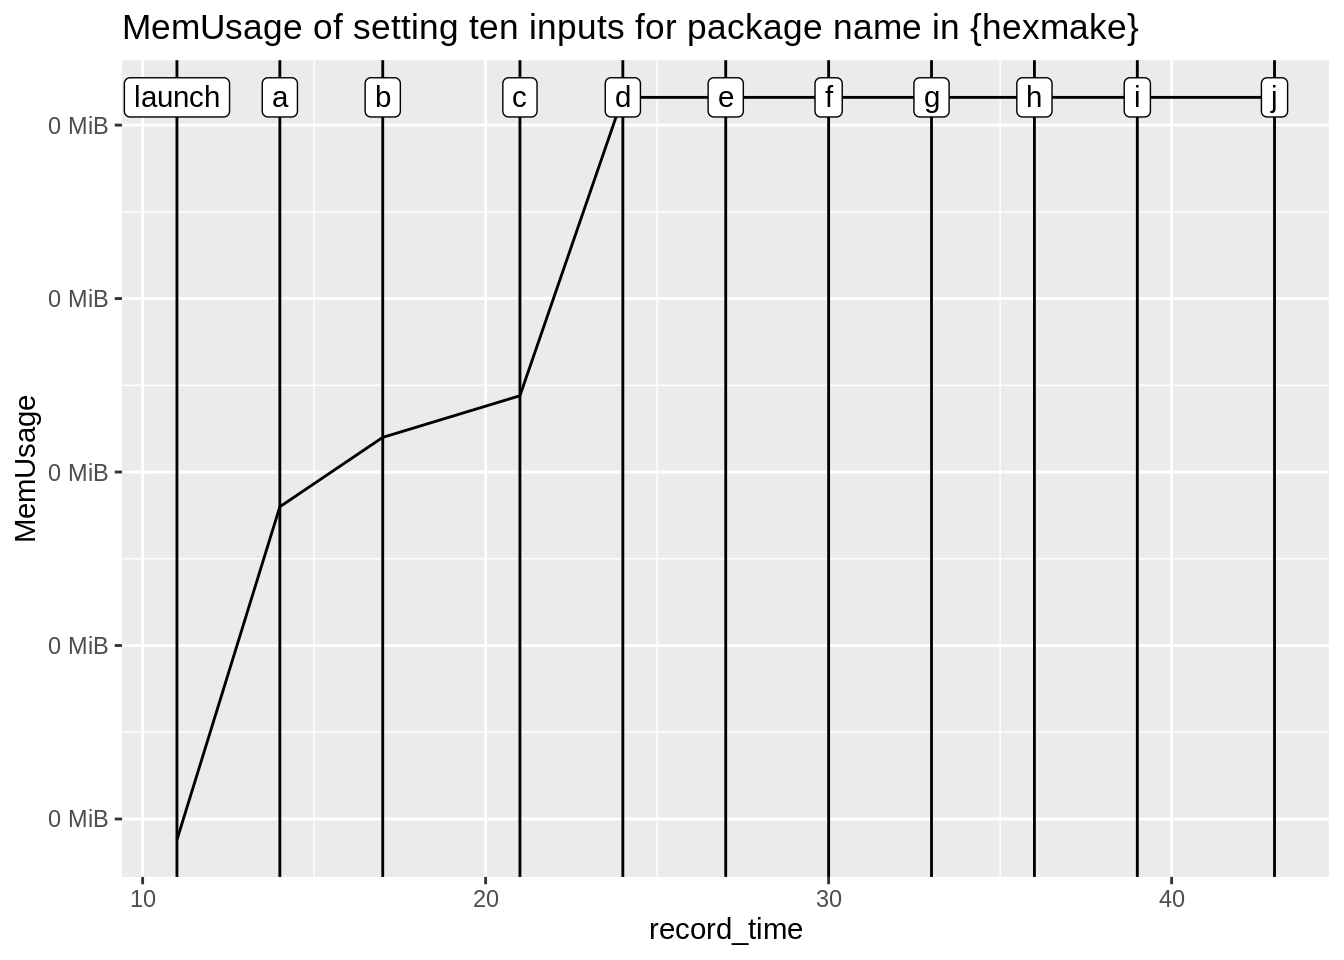 MemUsage of setting ten inputs for package name in {hexmake}
launch a b c d e f g h i j
0 MiB
0 MiB
0 MiB
0 MiB
0 MiB
MemUsage
10 20 30 40
record_time